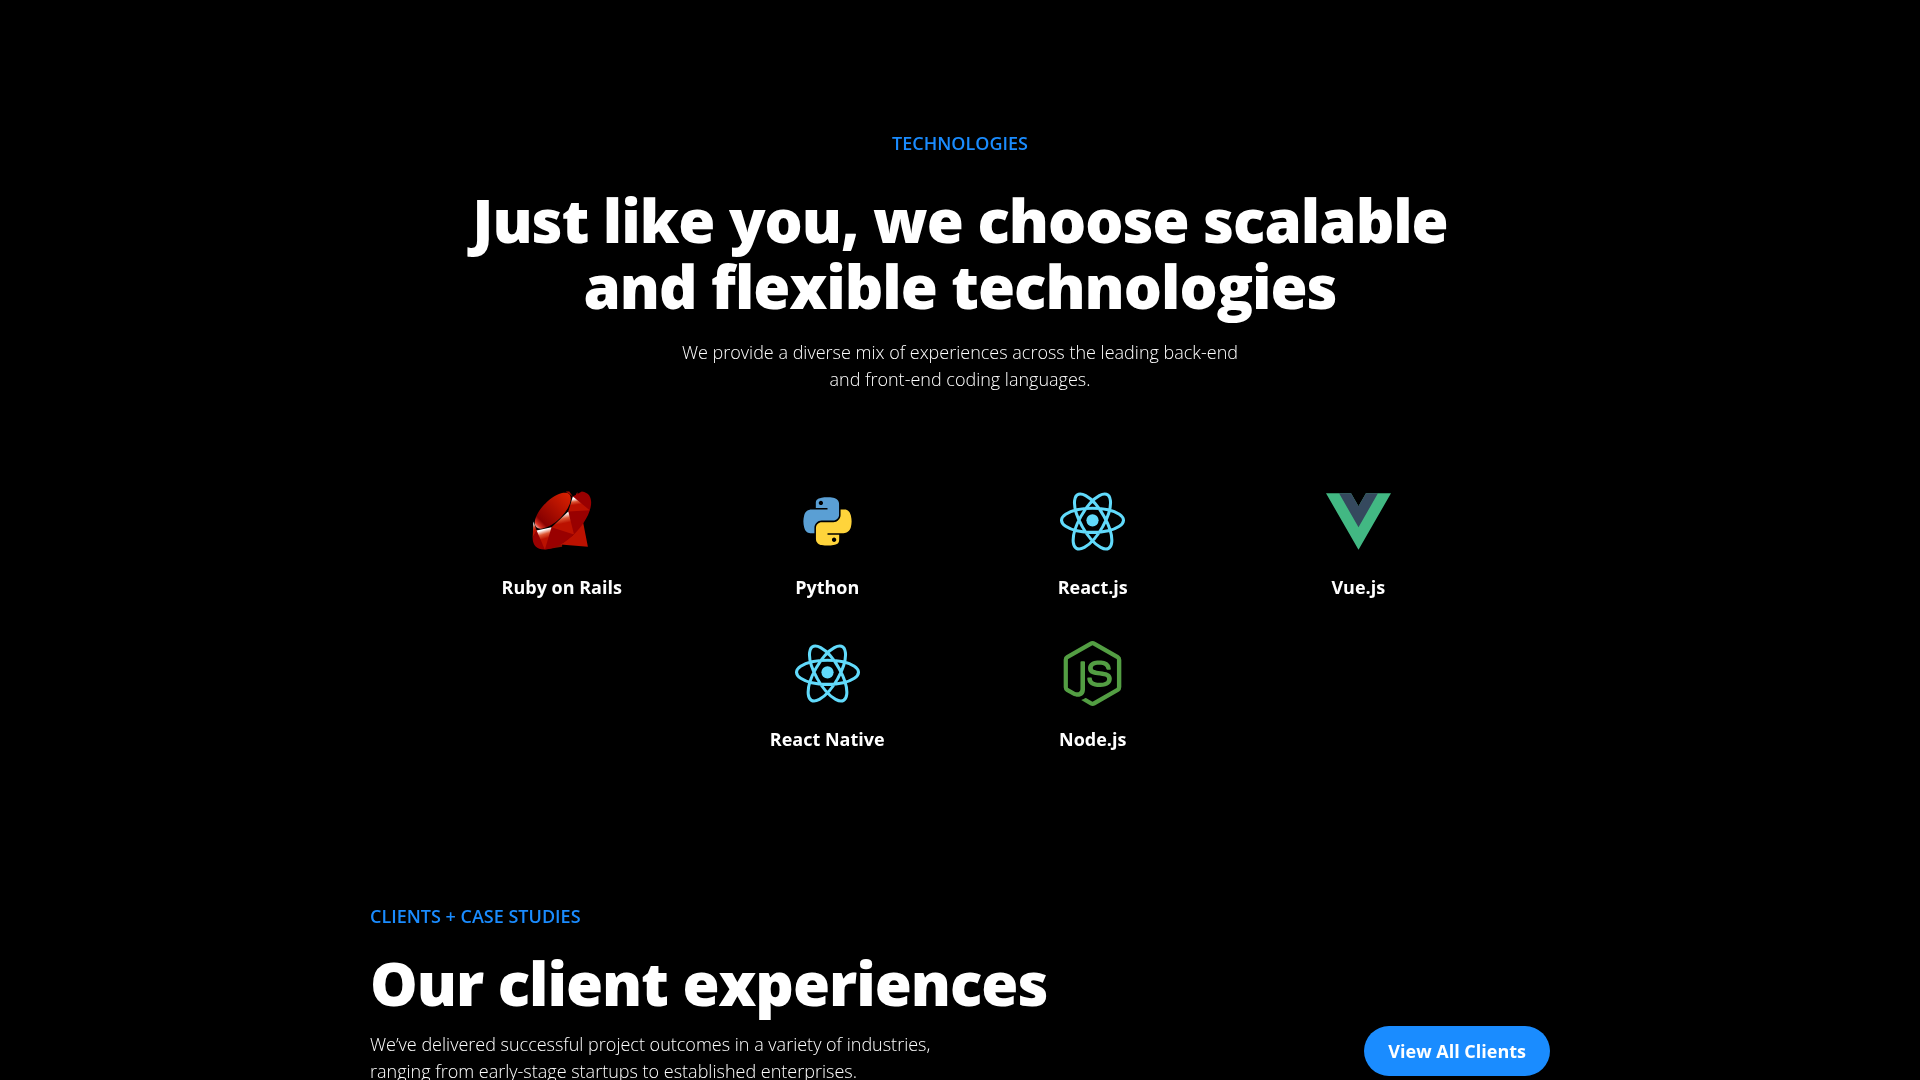 TECHNOLOGIES
Just like you, we choose scalable
and flexible technologies
We provide a diverse mix of experiences across the leading back-end
and front-end coding languages.
Ruby on Rails
Python
React.js
Vue.js
JS
React Native
Node.js
CLIENTS + CASE STUDIES
Our client experiences
We’ve delivered successful project outcomes in a variety of industries,
ranging from early-stage startups to established enterprises.
View All Clients